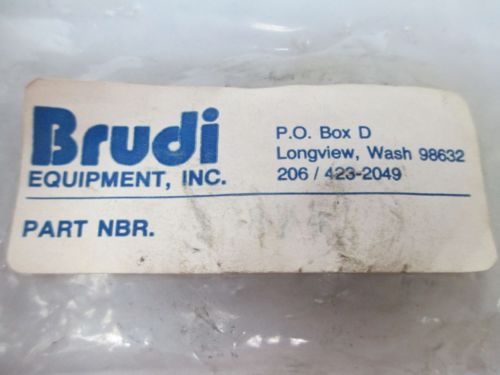 Brudi
EQUIPMENT, INC.
P.O. Box D
Longview, Wash 98632
206 / 423-2049
PART NBR.